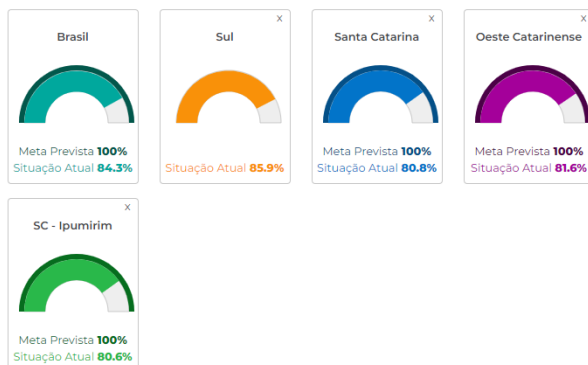 Brasil
Meta Prevista 100%
Situação Atual 84.3%
x
Sul
Situação Atual 85.9%
x
Santa Catarina
Meta Prevista 100%
Situação Atual 80.8%
x
Oeste Catarinense
Meta Prevista 100%
Situação Atual 81.6%
x
SC - Ipumirim
Meta Prevista 100%
Situação Atual 80.6%